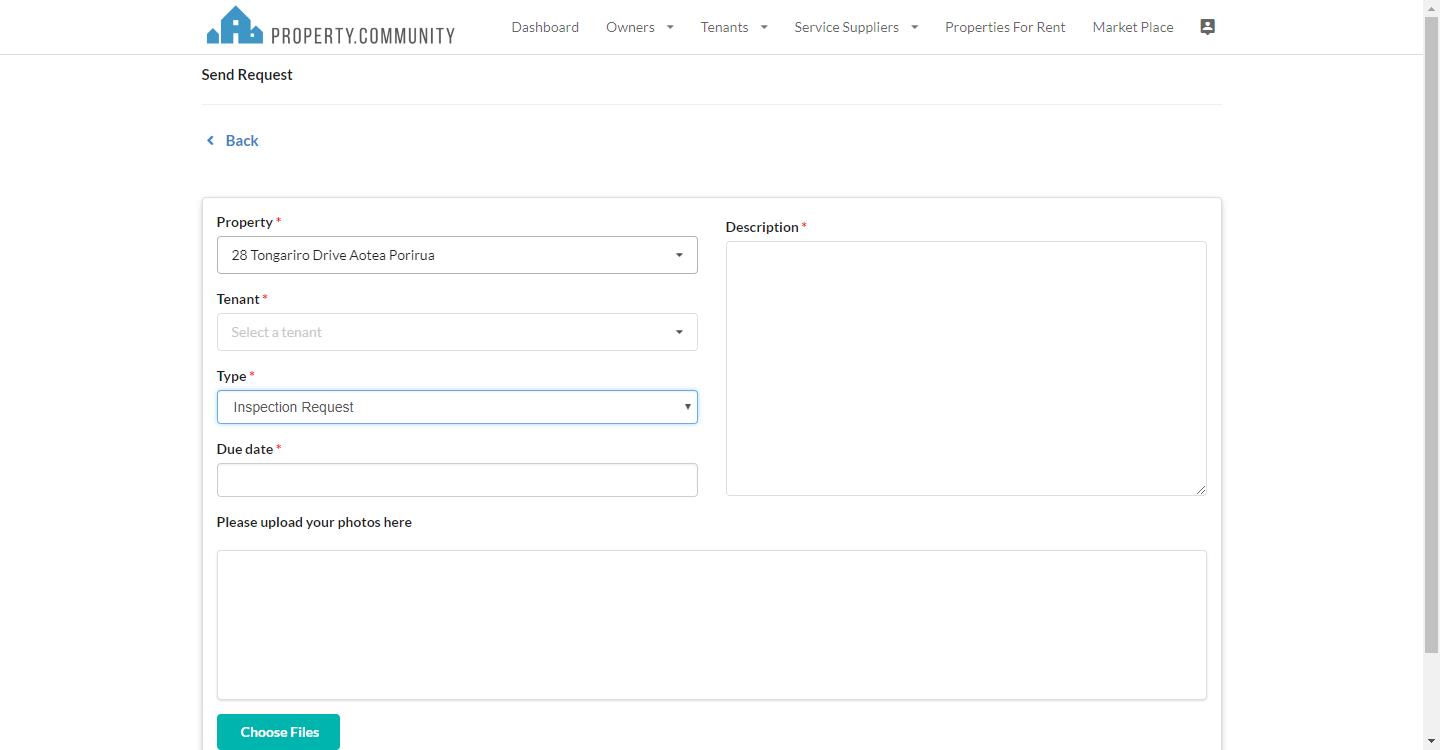 PROPERTY.COMMUNITY
Dashboard Owners Tenants Service Suppliers Properties For Rent Market Place
Send Request
Back
Property *
28 Tongariro Drive Aotea Porirua
Tenant *
Select a tenant
Type *
Inspection Request
Due date *
Description *
Please upload your photos here
Choose Files